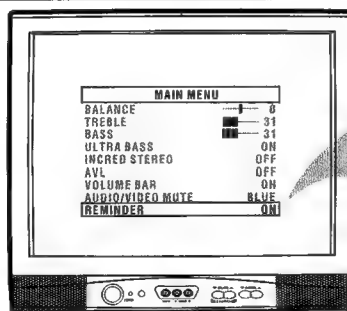 MAIN MENU
BALANCE 0
TREBLE 31
BASS 31
ULTRA BASS ON
INCRED STEREO OFF
AVL OFF
VOLUME BAR ON
AUDIO/VIDEO MUTE BLUE
REMINDER ON